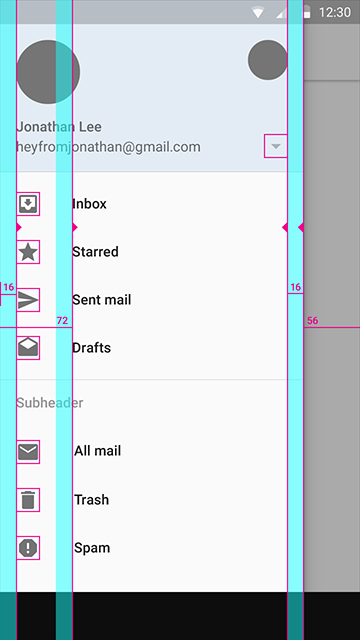 12:30
Jonathan Lee
heyfromjonathan@gmail.com
Inbox
Starred
16
16
Sent mail
72
56
Drafts
Subheader
All mail
Trash
Spam